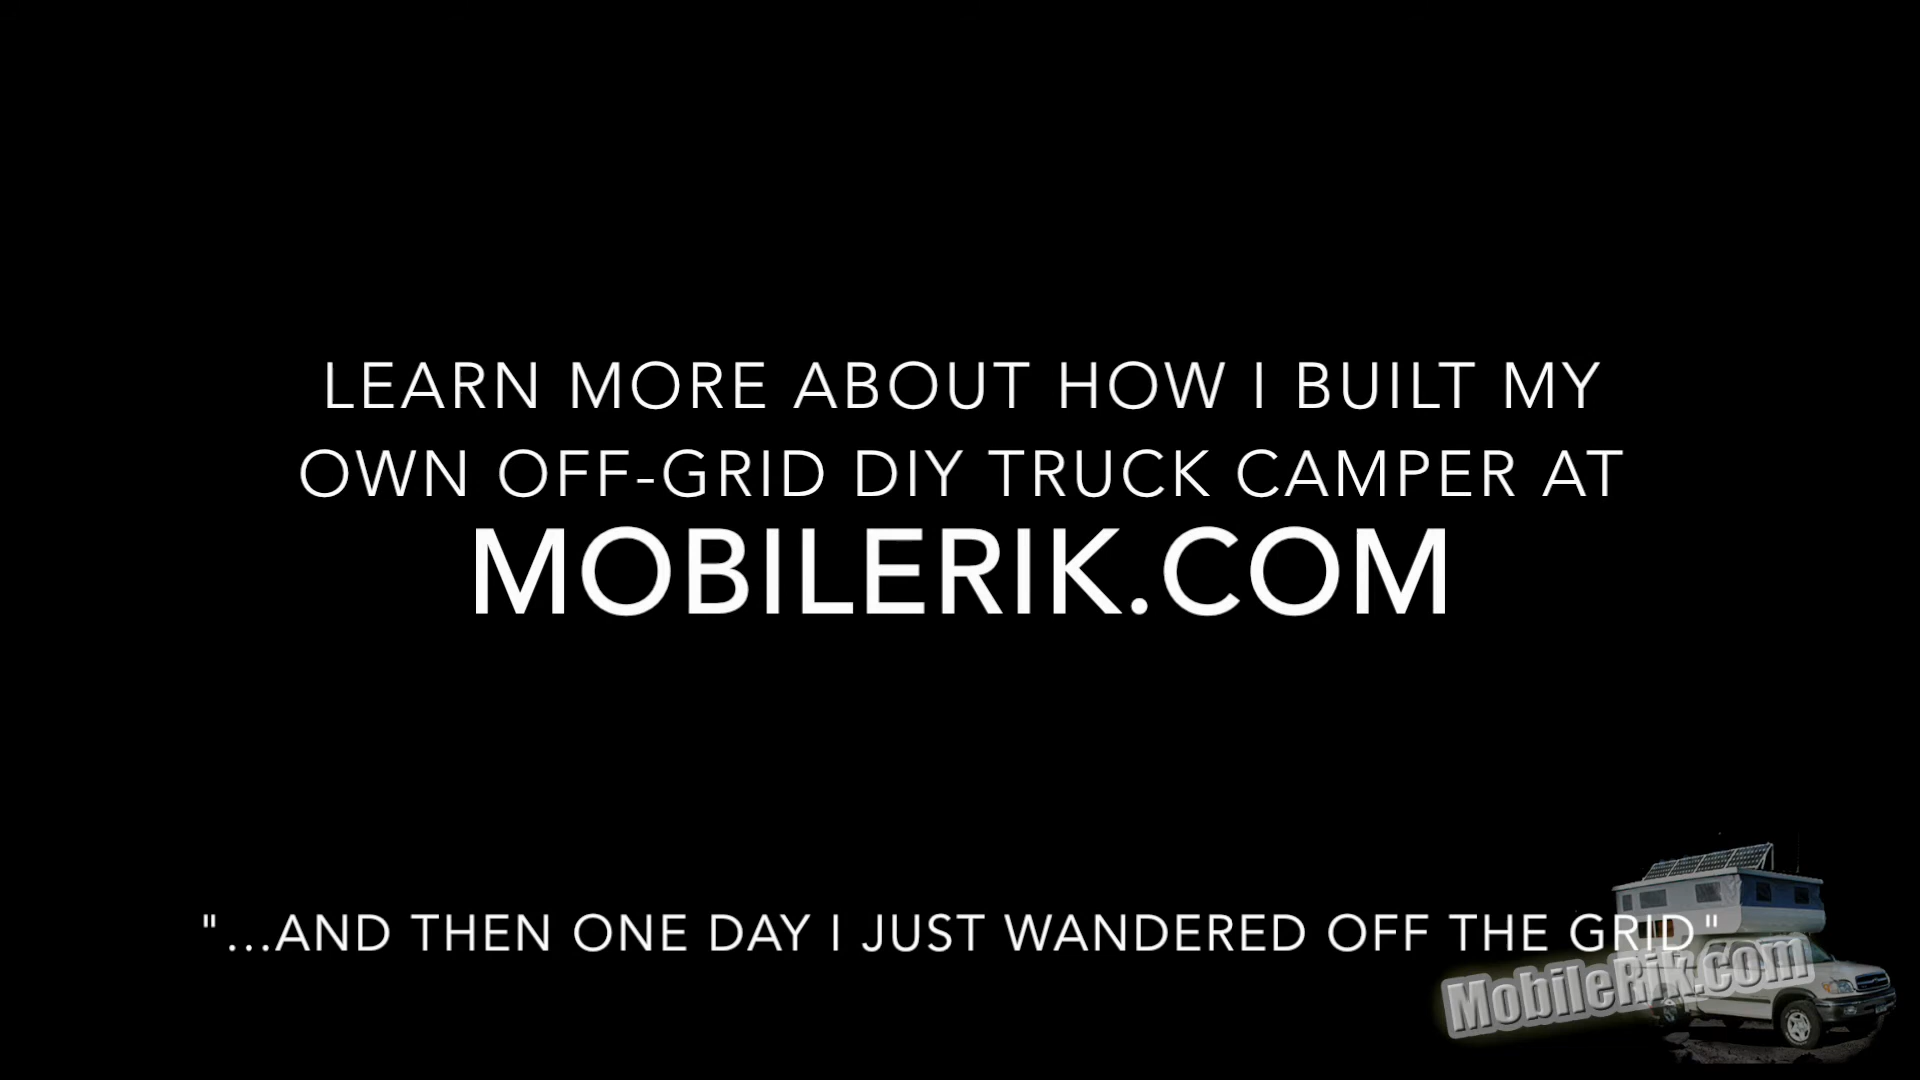 LEARN MORE ABOUT HOW I BUILT MY
OWN OFF-GRID DIY TRUCK CAMPER AT
MOBILERIK.COM
"...AND THEN ONE DAY I JUST WANDERED OFF THE GRID"
MobileRik.com